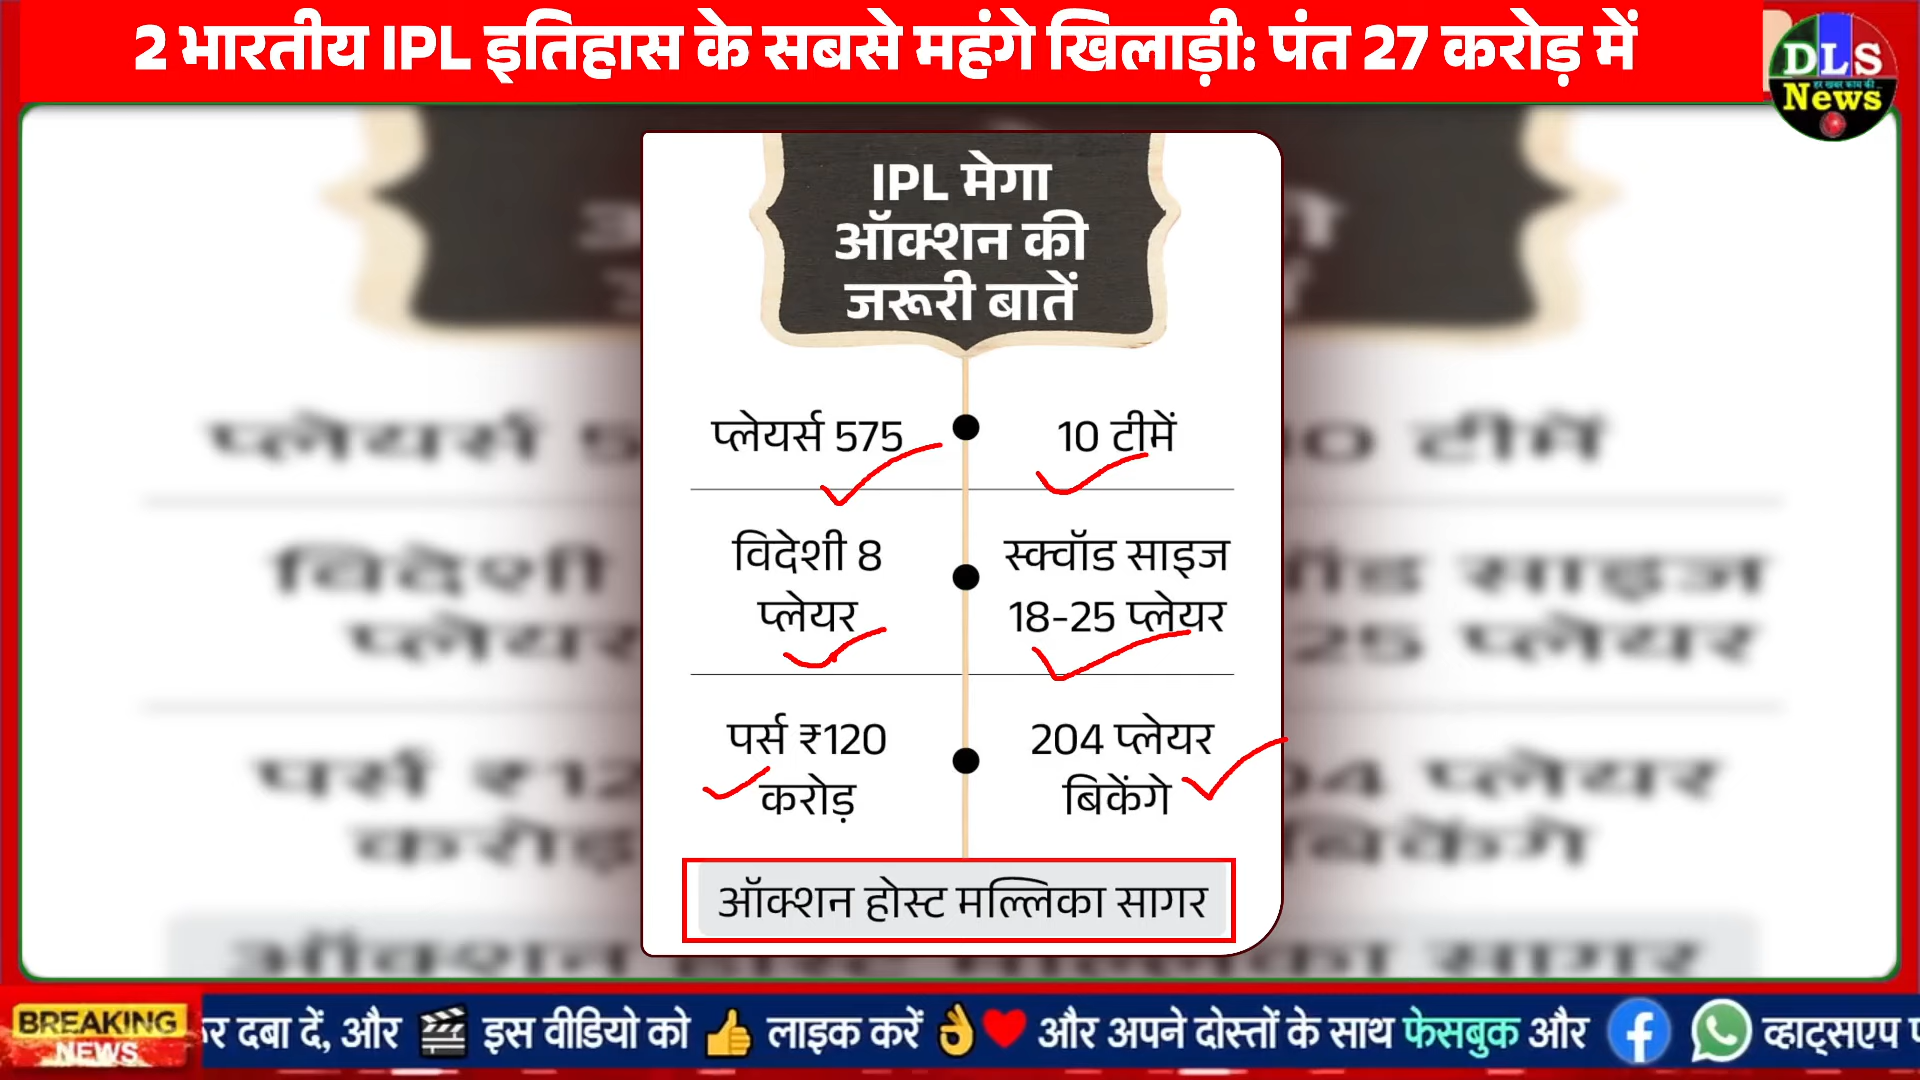 2 भारतीय IPL इतिहास के सबसे महंगे खिलाड़ी: पंत 27 करोड़ में
DLS
हर खबर काम की
News
IPL मेगा
ऑक्शन की
जरूरी बातें
प्लेयर्स 575
10 टीमें
विदेशी 8
प्लेयर
स्क्वॉड साइज
18-25 प्लेयर
पर्स ₹120
करोड़
204 प्लेयर
बिकेंगे
ऑक्शन होस्ट मल्लिका सागर
BREAKING
NEWS
दबा दें, और इस वीडियो को लाइक करें और अपने दोस्तों के साथ फेसबुक और व्हाट्सएप